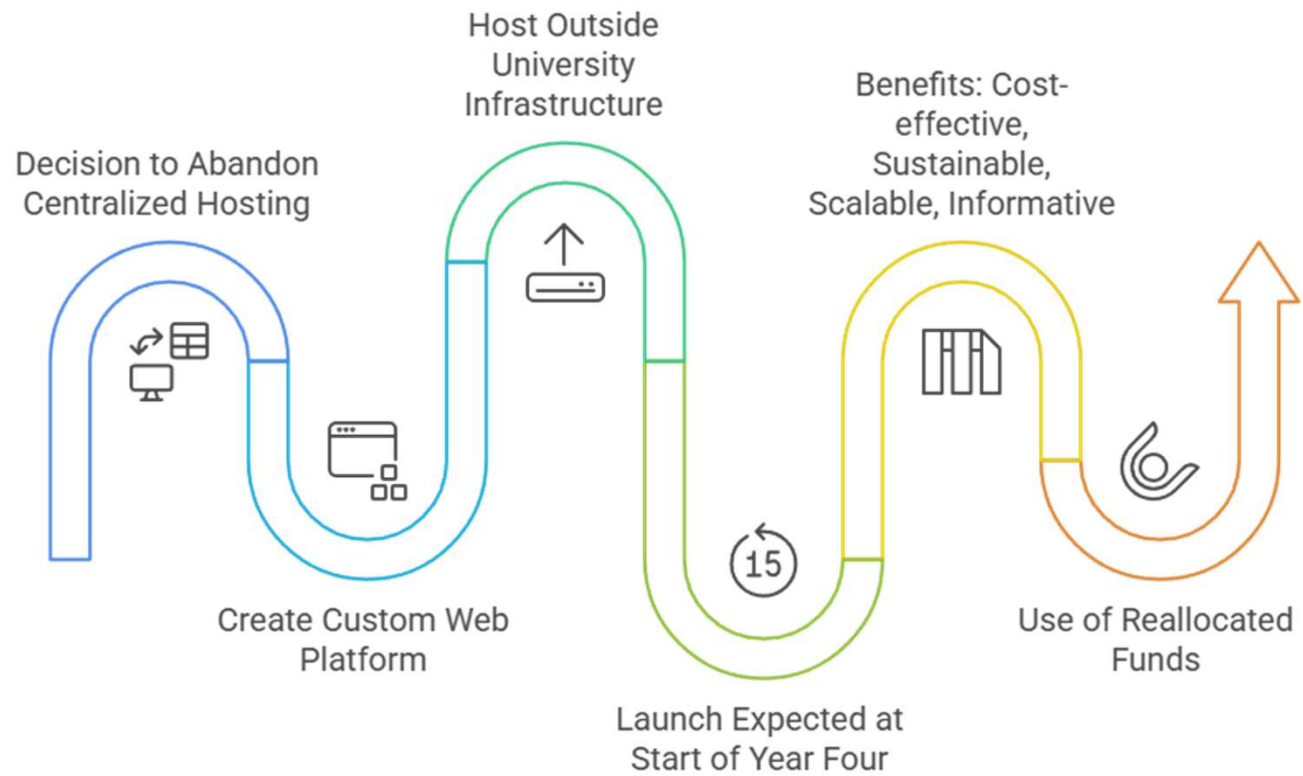 Decision to Abandon
Centralized Hosting
Create Custom Web
Platform
Host Outside
University
Infrastructure
15
Launch Expected at
Start of Year Four
Benefits: Cost-
effective,
Sustainable,
Scalable, Informative
Use of Reallocated
Funds